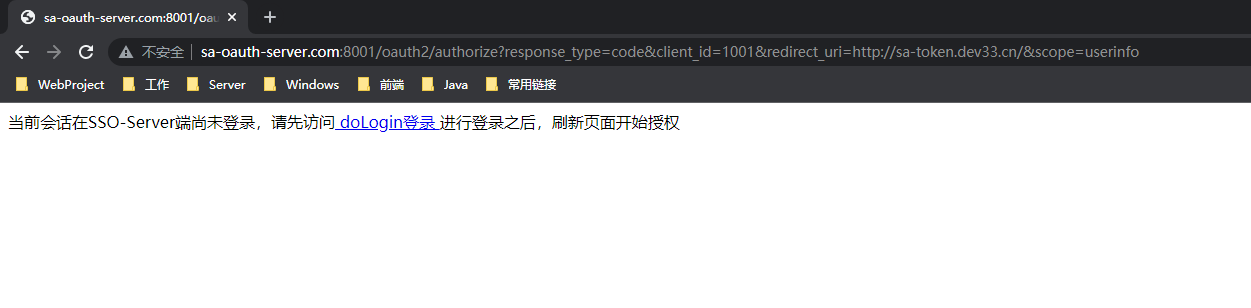 sa-oauth-server.com:8001/oau
不安全 sa-oauth-server.com:8001/oauth2/authorize?response_type=code&client_id=1001&redirect_uri=http://sa-token.dev33.cn/&scope=userinfo
WebProject 工作 Server Windows 前端 Java 常用链接
当前会话在SSO-Server端尚未登录，请先访问 doLogin登录 进行登录之后，刷新页面开始授权